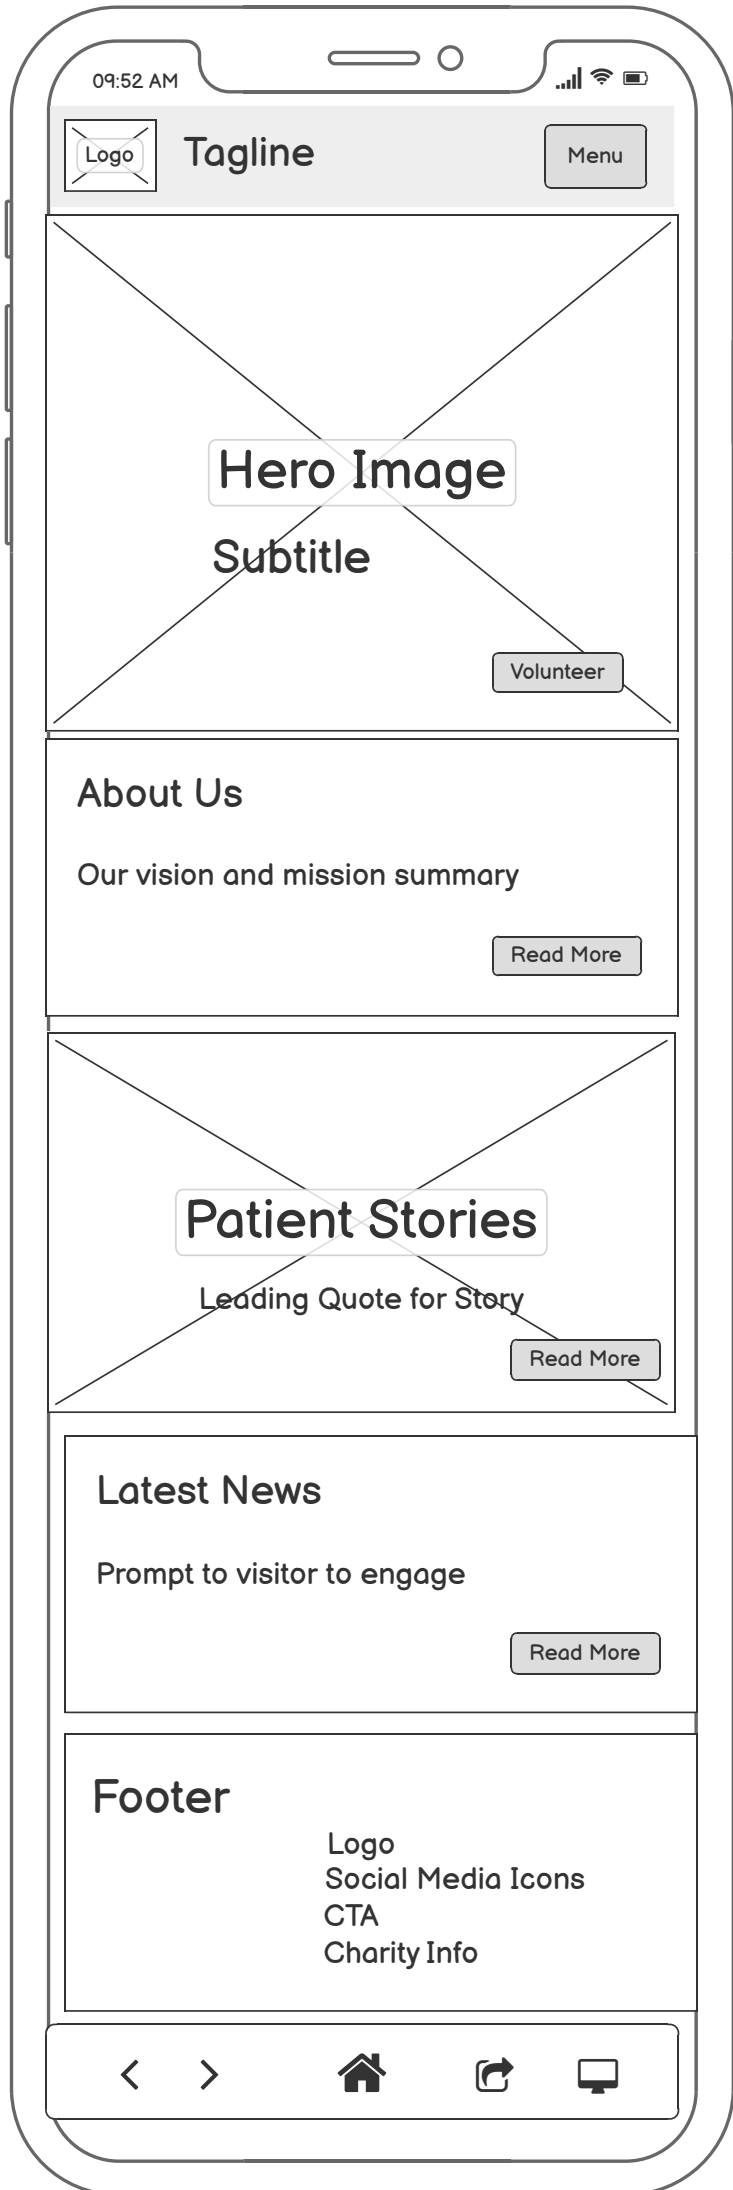 09:52 AM
Logo
Tagline
Menu
Hero Image
Subtitle
Volunteer
About Us
Our vision and mission summary
Read More
Patient Stories
Leading Quote for Story
Read More
Latest News
Prompt to visitor to engage
Read More
Footer
Logo
Social Media Icons
CTA
Charity Info